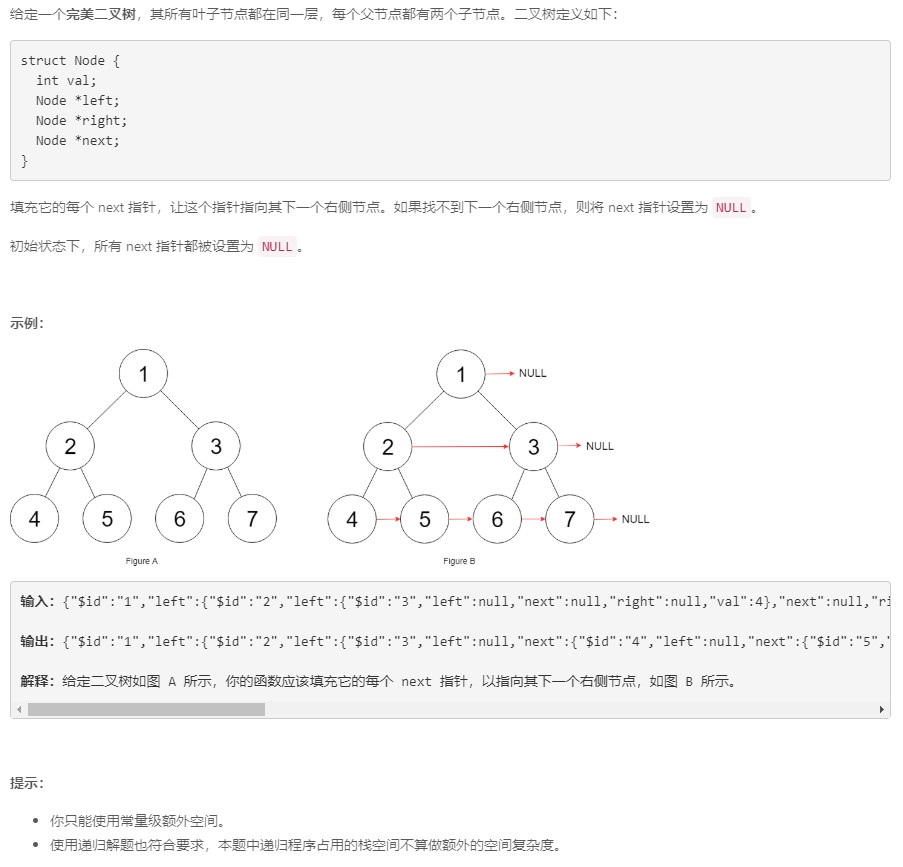 给定一个完美二叉树，其所有叶子节点都在同一层，每个父节点都有两个子节点。二叉树定义如下：
struct Node {
  int val;
  Node *left;
  Node *right;
  Node *next;
}
填充它的每个 next 指针，让这个指针指向其下一个右侧节点。如果找不到下一个右侧节点，则将 next 指针设置为 NULL。
初始状态下，所有 next 指针都被设置为 NULL。
示例：
1
2 3
4 5 6 7
Figure A
1 NULL
2 3 NULL
4 5 6 7 NULL
Figure B
输入：{"$id":"1","left":{"$id":"2","left":{"$id":"3","left":null,"next":null,"right":null,"val":4},"next":null,"ri
输出：{"$id":"1","left":{"$id":"2","left":{"$id":"3","left":null,"next":{"$id":"4","left":null,"next":{"$id":"5","
解释：给定二叉树如图 A 所示，你的函数应该填充它的每个 next 指针，以指向其下一个右侧节点，如图 B 所示。
提示：
• 你只能使用常量级额外空间。
• 使用递归解题也符合要求，本题中递归程序占用的栈空间不算做额外的空间复杂度。